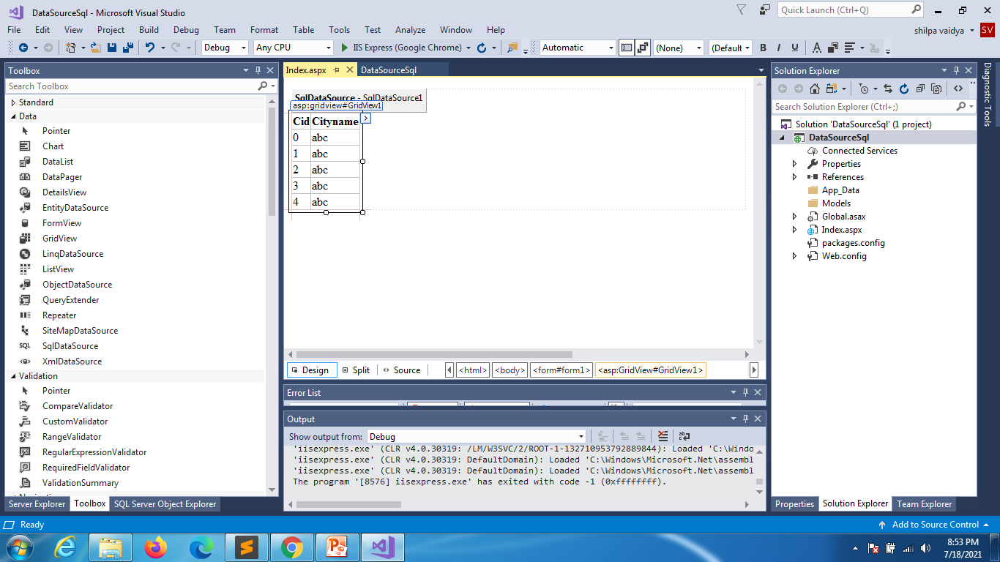 DataSourceSql - Microsoft Visual Studio
Quick Launch (Ctrl+Q)
File Edit View Project Build Debug Team Format Table Tools Test Analyze Window Help
shilpa vaidya SV
Debug Any CPU IIS Express (Google Chrome) Automatic (None) (Default B I U A
Toolbox
Search Toolbox
Standard
Data
Pointer
Chart
DataList
DataPager
DetailsView
EntityDataSource
FormView
GridView
LinqDataSource
ListView
ObjectDataSource
QueryExtender
Repeater
SiteMapDataSource
SQL SqlDataSource
XmlDataSource
Validation
Pointer
CompareValidator
CustomValidator
RangeValidator
RegularExpressionValidator
RequiredFieldValidator
ValidationSummary
Server Explorer Toolbox SQL Server Object Explorer
Index.aspx DataSourceSql
SqlDataSource - SqlDataSource1
asp:gridview#GridView1
Cid Cityname
0 abc
1 abc
2 abc
3 abc
4 abc
Design Split Source <html> <body> <form#form1> <asp:GridView#GridView1>
Error List
Output
Show output from: Debug
'iisexpress.exe' (CLR v4.0.30319: /LM/W3SVC/2/ROOT-1-132710953792889844): Loaded 'C:\Windo
'iisexpress.exe' (CLR v4.0.30319: DefaultDomain): Loaded 'C:\Windows\Microsoft.Net\assembl
'iisexpress.exe' (CLR v4.0.30319: DefaultDomain): Loaded 'C:\Windows\Microsoft.Net\assembl
The program '[8576] iisexpress.exe' has exited with code -1 (0xffffffff).
Solution Explorer
Search Solution Explorer (Ctrl+;)
Solution 'DataSourceSql' (1 project)
DataSourceSql
Connected Services
Properties
References
App_Data
Models
Global.asax
Index.aspx
packages.config
Web.config
Properties Solution Explorer Team Explorer
Diagnostic Tools
Ready
Add to Source Control
8:53 PM
7/18/2021